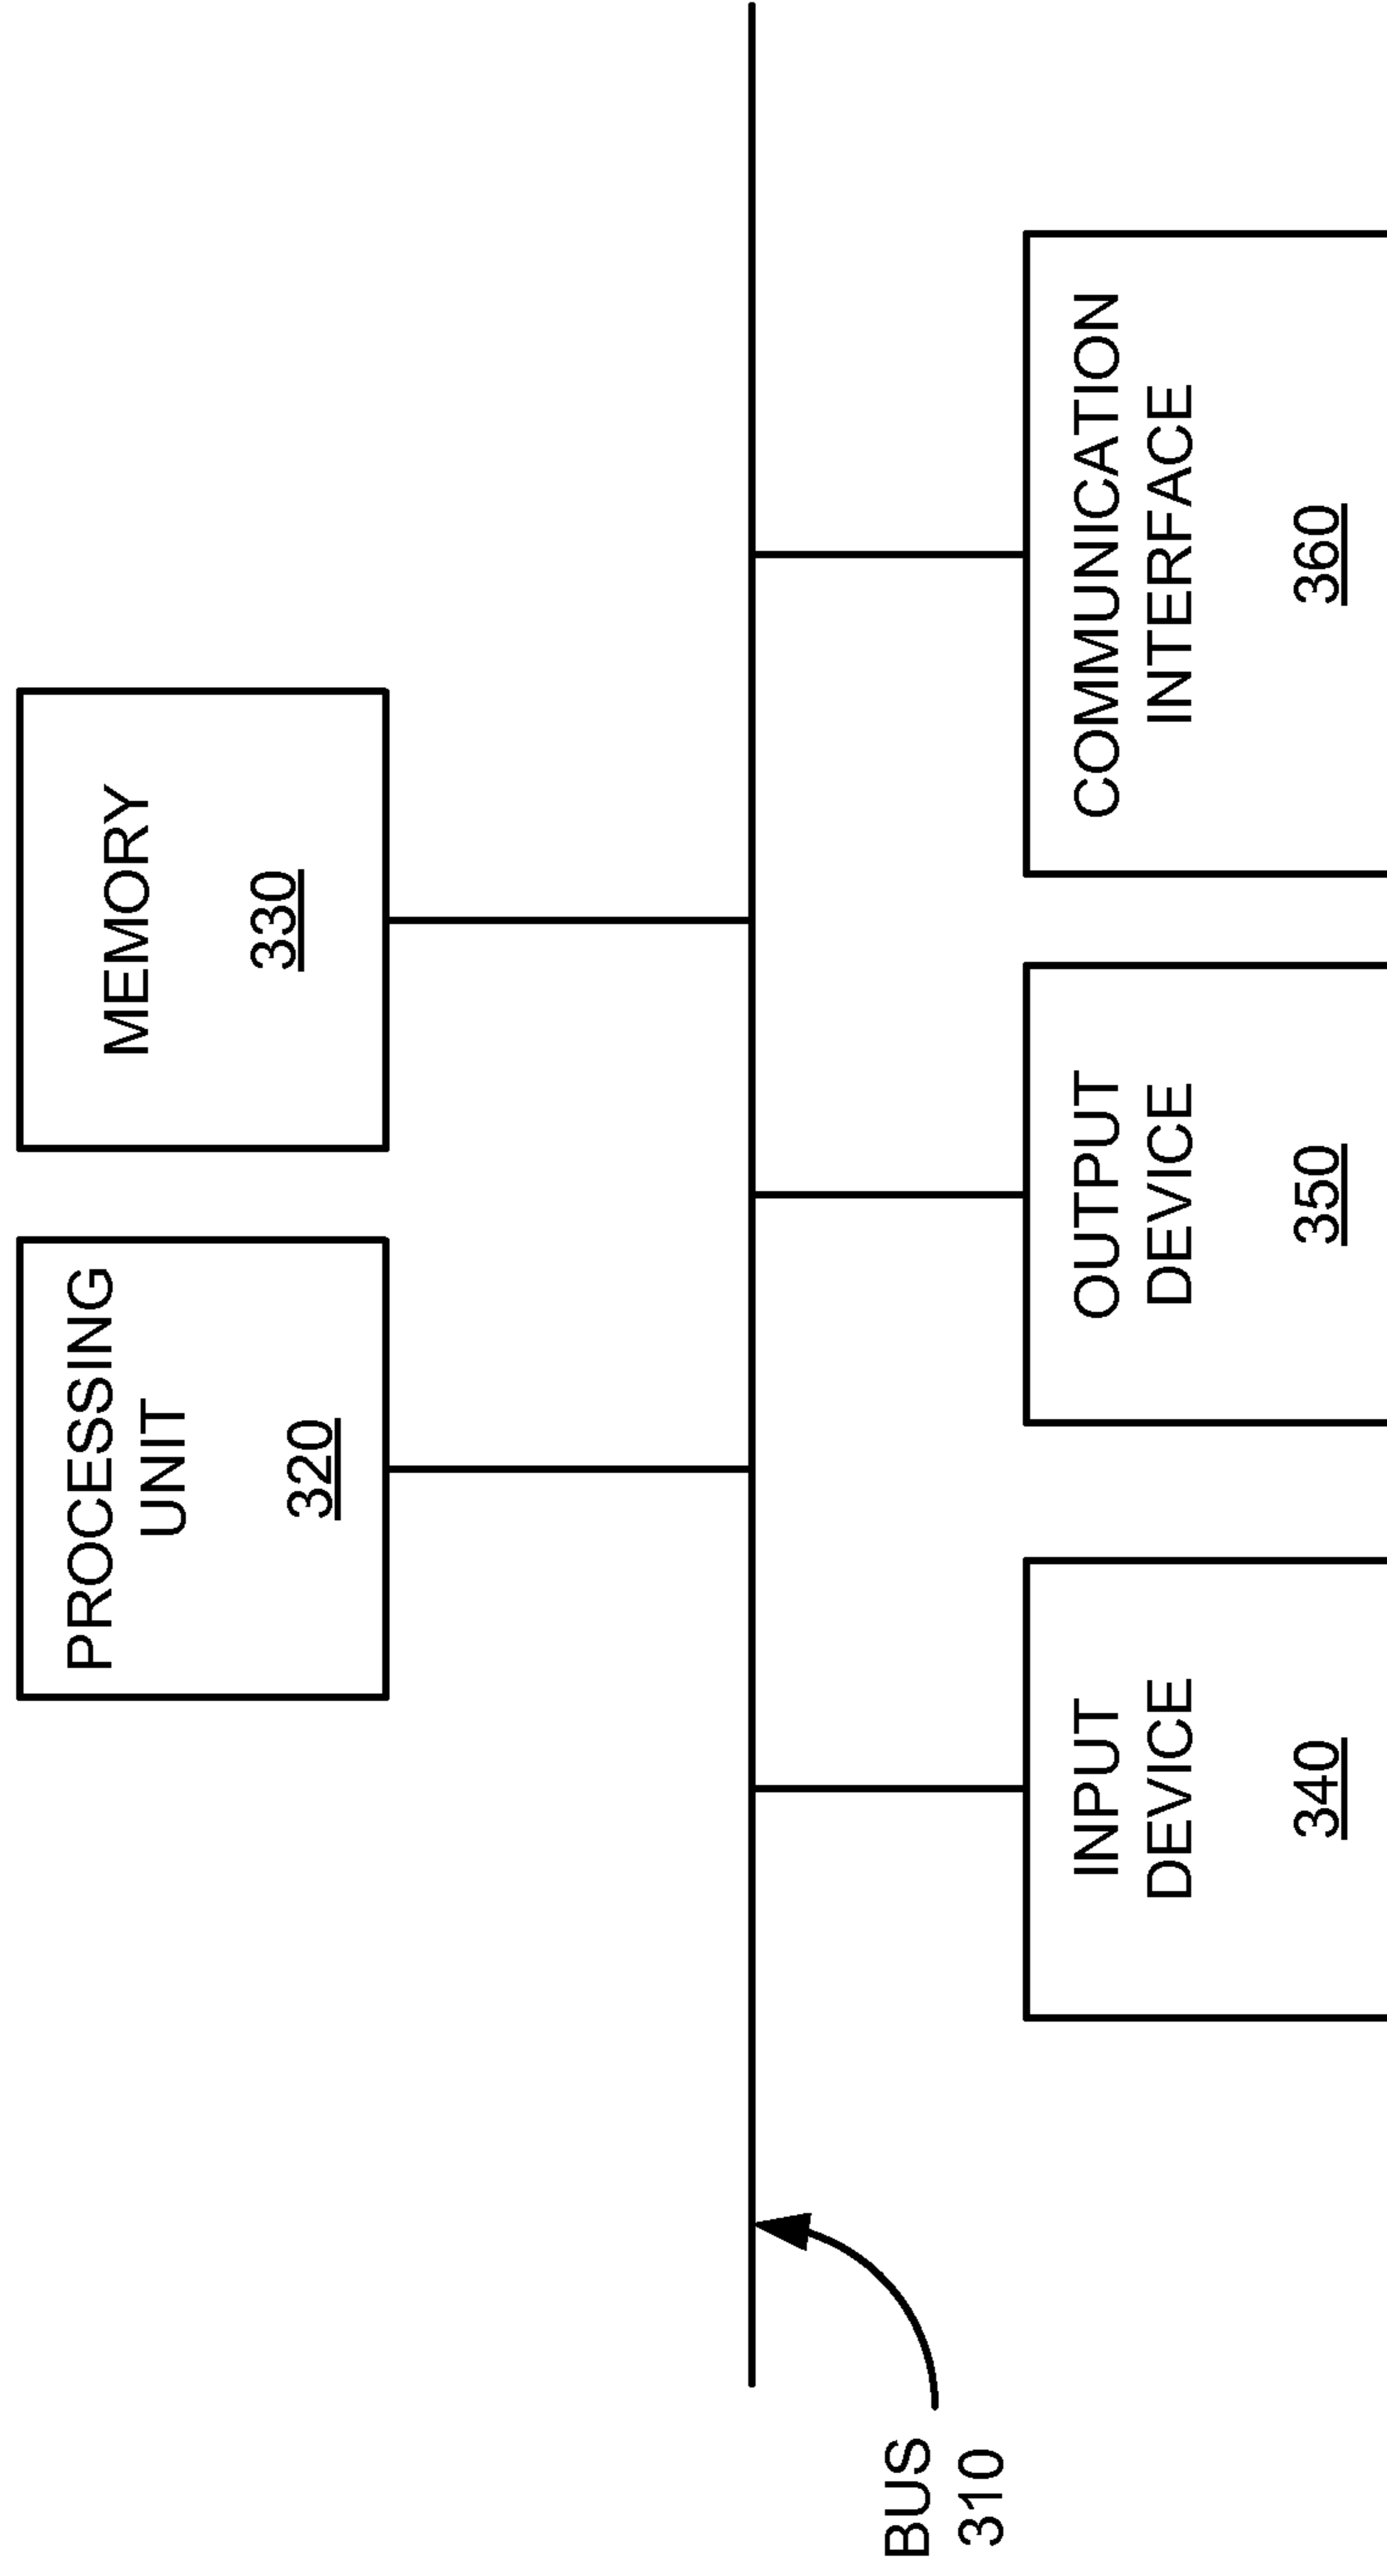 PROCESSING
UNIT
320
MEMORY
330
BUS
310
INPUT
DEVICE
340
OUTPUT
DEVICE
350
COMMUNICATION
INTERFACE
360